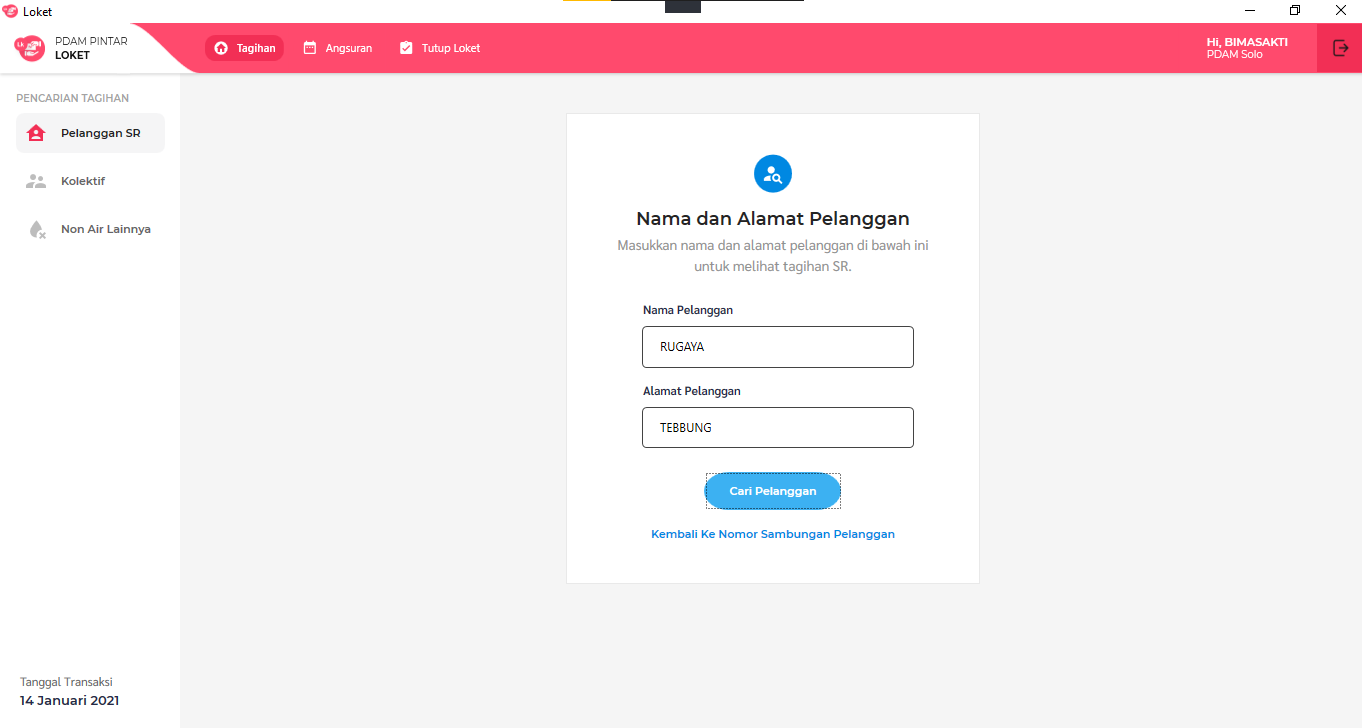 Loket
PDAM PINTAR
LOKET
Tagihan
Angsuran
Tutup Loket
Hi, BIMASAKTI
PDAM Solo
PENCARIAN TAGIHAN
Pelanggan SR
Kolektif
Non Air Lainnya
Nama dan Alamat Pelanggan
Masukkan nama dan alamat pelanggan di bawah ini
untuk melihat tagihan SR.
Nama Pelanggan
RUGAYA
Alamat Pelanggan
TEBBUNG
Cari Pelanggan
Kembali Ke Nomor Sambungan Pelanggan
Tanggal Transaksi
14 Januari 2021